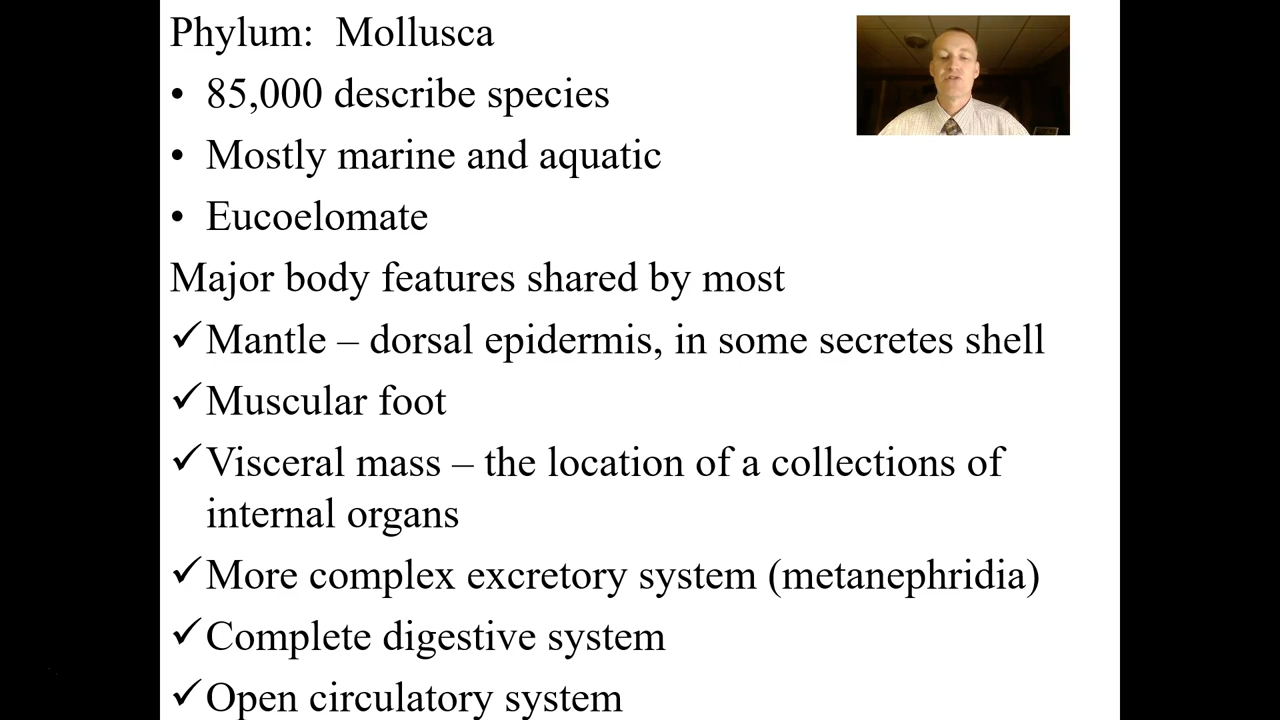 Phylum:  Mollusca
• 85,000 describe species
• Mostly marine and aquatic
• Eucoelomate
Major body features shared by most
✓Mantle – dorsal epidermis, in some secretes shell
✓Muscular foot
✓Visceral mass – the location of a collections of
internal organs
✓More complex excretory system (metanephridia)
✓Complete digestive system
✓Open circulatory system